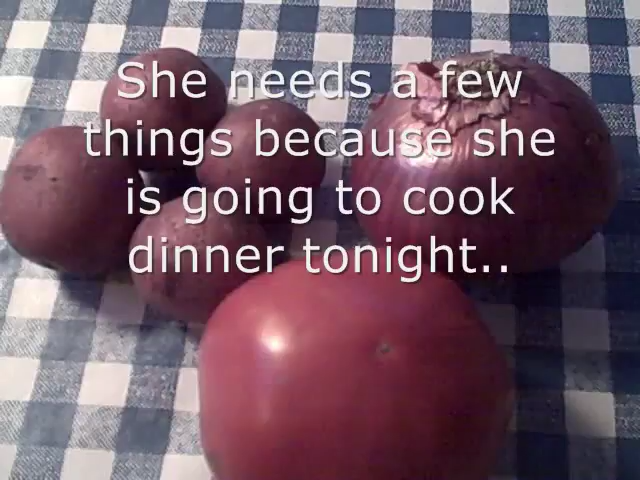 She needs a few
things because she
is going to cook
dinner tonight..